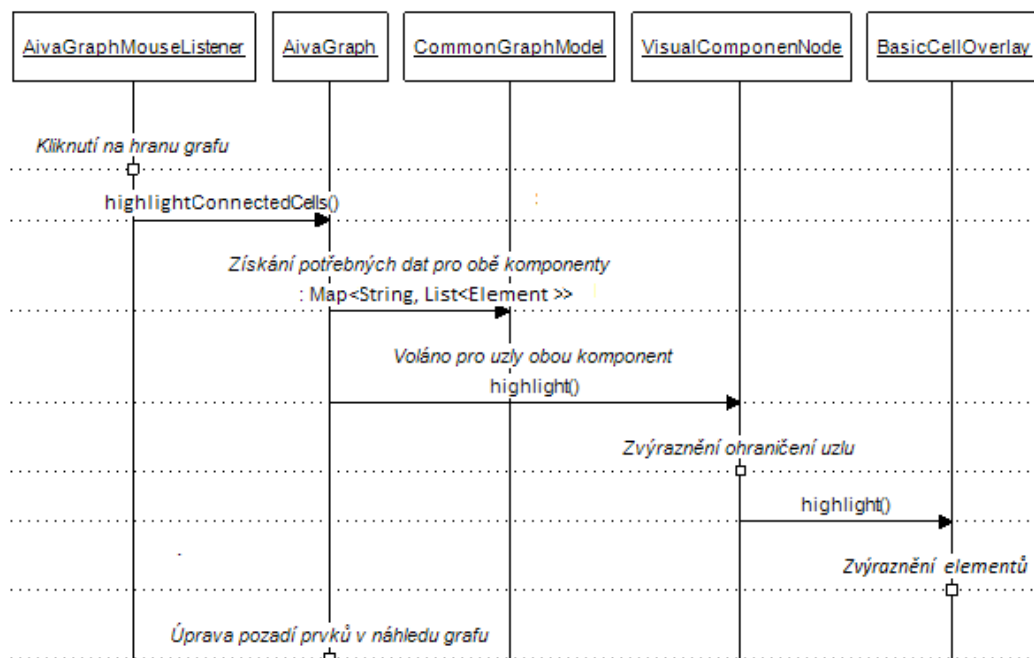 AivaGraphMouseListener
AivaGraph
CommonGraphModel
VisualComponenNode
BasicCellOverlay
Kliknutí na hranu grafu
highlightConnectedCells()
:
Získání potřebných dat pro obě komponenty
: Map<String, List<Element >>
Voláno pro uzly obou komponent
highlight()
Zvýraznění ohraničení uzlu
highlight()
Zvýraznění elementů
Úprava pozadí prvků v náhledu grafu